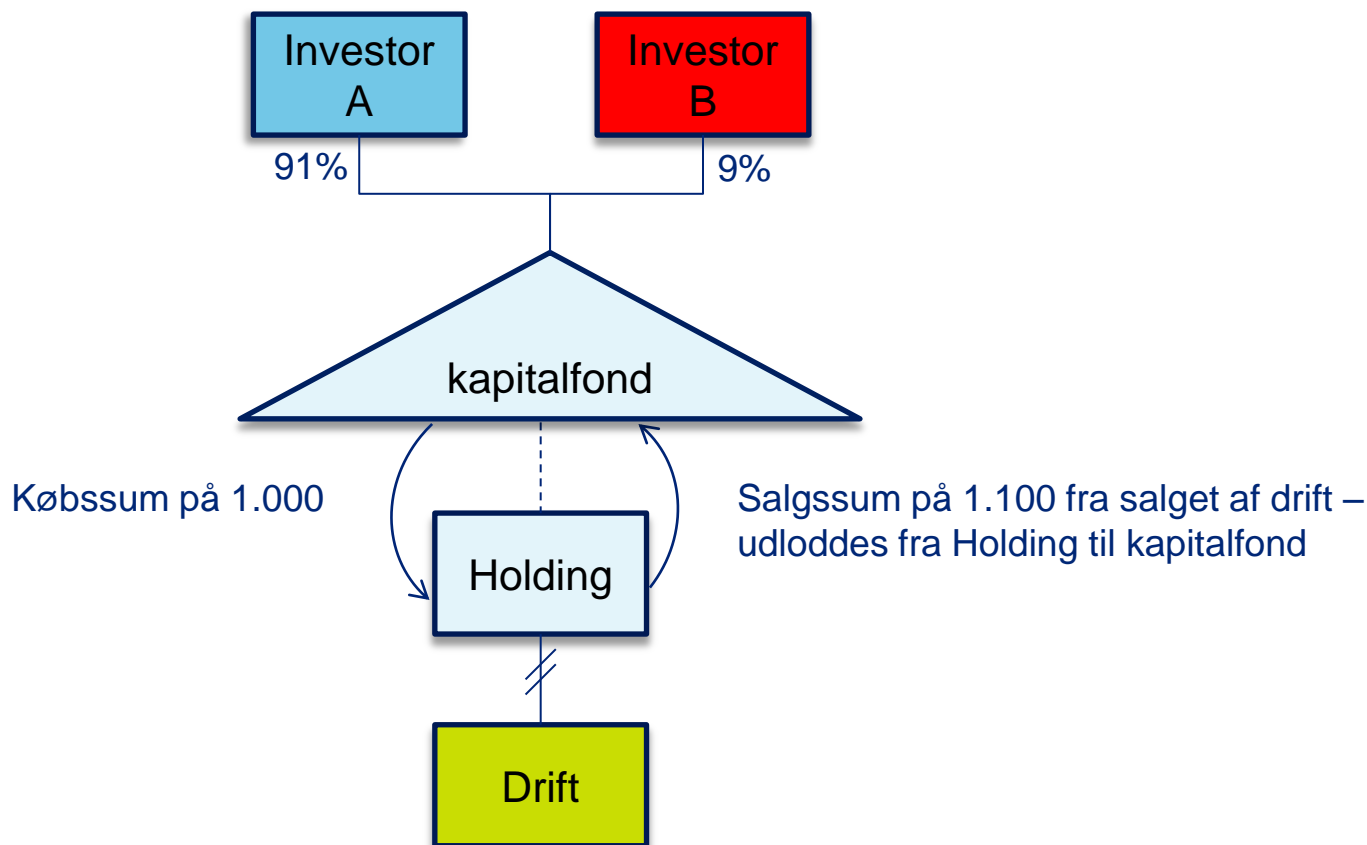 Investor
A
Investor
B
91%
9%
kapitalfond
Købssum på 1.000
Salgssum på 1.100 fra salget af drift –
udloddes fra Holding til kapitalfond
Holding
Drift